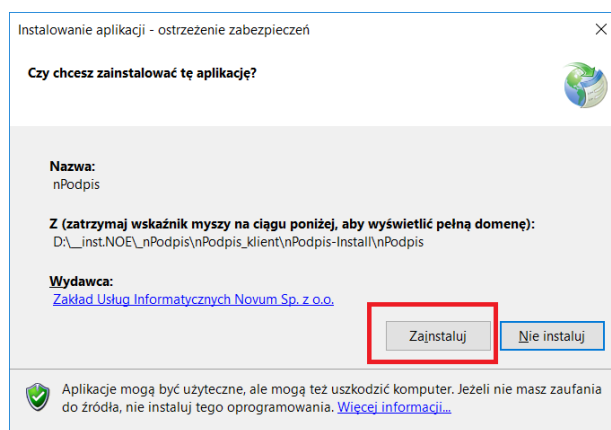 Instalowanie aplikacji - ostrzeżenie zabezpieczeń
Czy chcesz zainstalować tę aplikację?
Nazwa:
nPodpis
Z (zatrzymaj wskaźnik myszy na ciągu poniżej, aby wyświetlić pełną domenę):
D:\__inst.NOE\_nPodpis\nPodpis_klient\nPodpis-Install\nPodpis
Wydawca:
Zakład Usług Informatycznych Novum Sp. z o.o.
Zainstaluj Nie instaluj
Aplikacje mogą być użyteczne, ale mogą też uszkodzić komputer. Jeżeli nie masz zaufania
do źródła, nie instaluj tego oprogramowania. Więcej informacji...